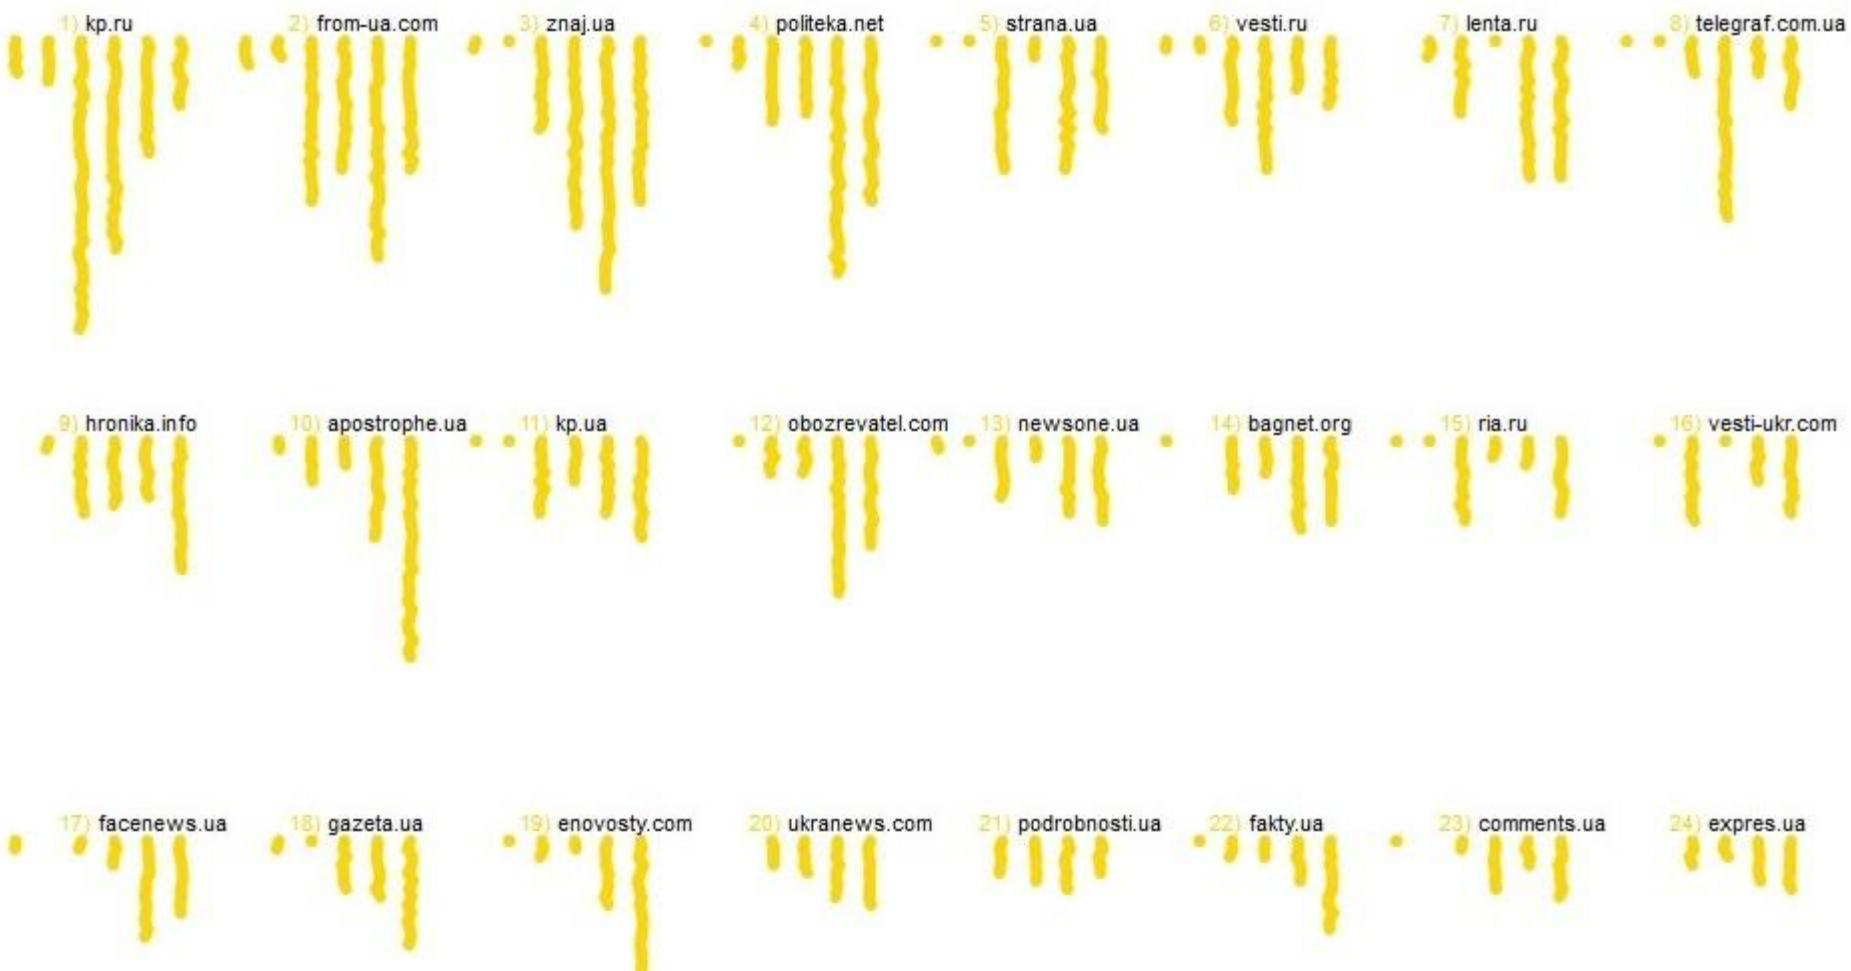 1) kp.ru 2) from-ua.com 3) znaj.ua 4) politeka.net 5) strana.ua 6) vesti.ru 7) lenta.ru 8) telegraf.com.ua
9) hronika.info 10) apostrophe.ua 11) kp.ua 12) obozrevatel.com 13) newsone.ua 14) bagnet.org 15) ria.ru 16) vesti-ukr.com
17) facenews.ua 18) gazeta.ua 19) enovosty.com 20) ukranews.com 21) podrobnosti.ua 22) fakty.ua 23) comments.ua 24) expres.ua